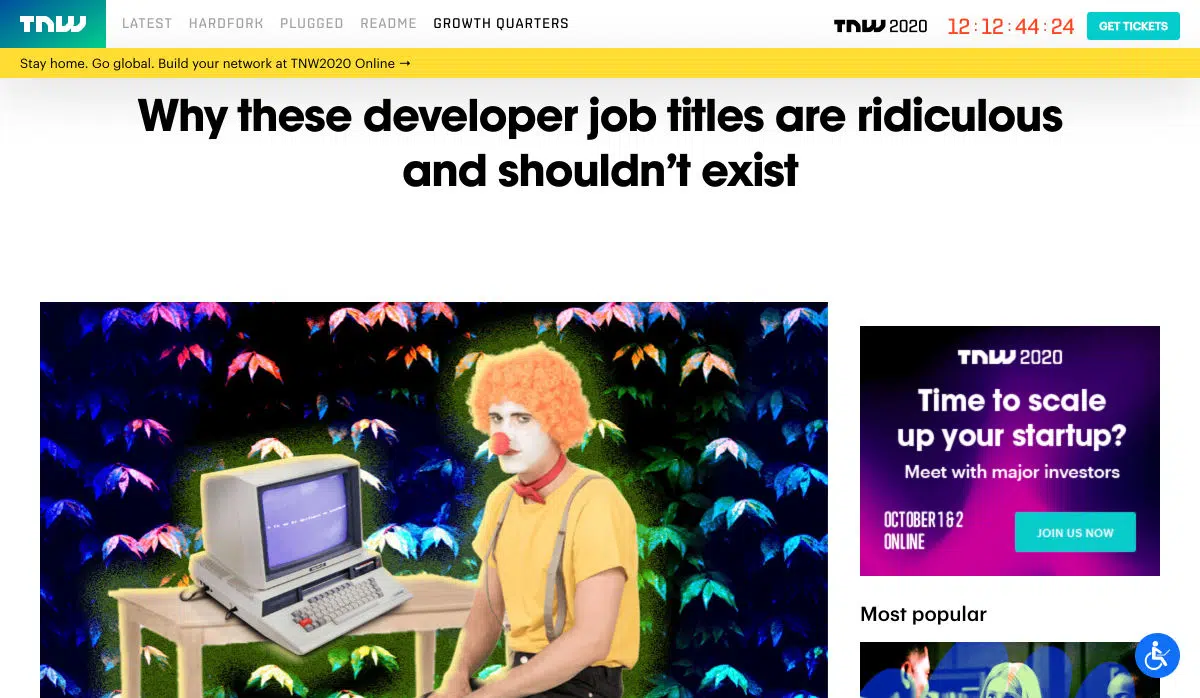 TNW
LATEST HARDFORK PLUGGED README GROWTH QUARTERS
TNW 2020
12 : 12 : 44 : 24
GET TICKETS
Stay home. Go global. Build your network at TNW2020 Online →
Why these developer job titles are ridiculous
and shouldn’t exist
TNW 2020
Time to scale
up your startup?
Meet with major investors
OCTOBER 1 & 2
ONLINE
JOIN US NOW
Most popular